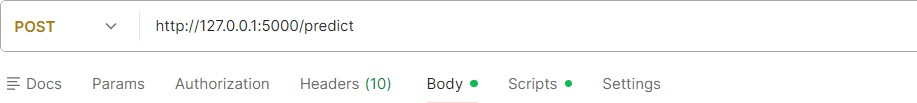 POST http://127.0.0.1:5000/predict
Docs Params Authorization Headers (10) Body Scripts Settings